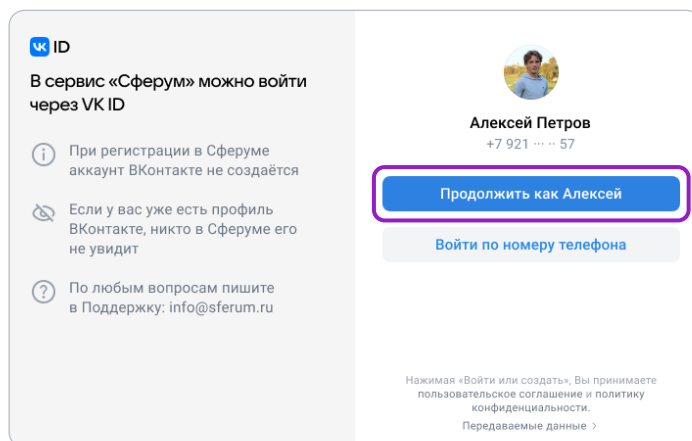 VK ID
В сервис «Сферум» можно войти
через VK ID
При регистрации в Сферуме
аккаунт ВКонтакте не создаётся
Если у вас уже есть профиль
ВКонтакте, никто в Сферуме его
не увидит
По любым вопросам пишите
в Поддержку: info@sferum.ru
Алексей Петров
+7 921 ··· ·· 57
Продолжить как Алексей
Войти по номеру телефона
Нажимая «Войти или создать», Вы принимаете
пользовательское соглашение и политику
конфиденциальности.
Передаваемые данные >